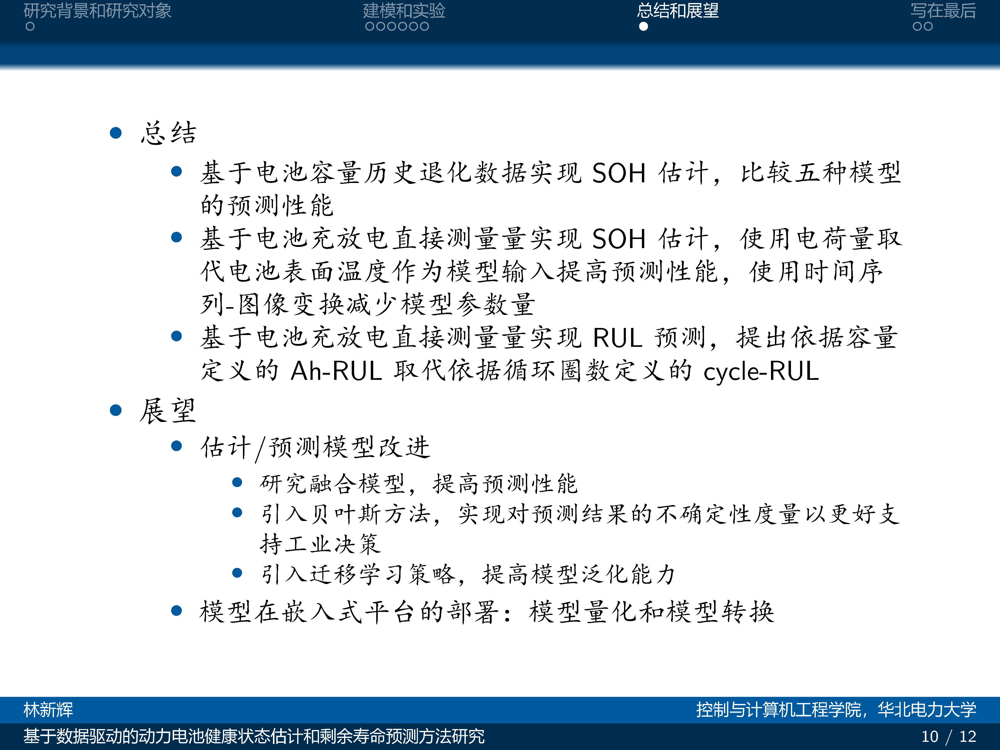 研究背景和研究对象
建模和实验
总结和展望
写在最后
总结
基于电池容量历史退化数据实现 SOH 估计，比较五种模型
的预测性能
基于电池充放电直接测量量实现 SOH 估计，使用电荷量取
代电池表面温度作为模型输入提高预测性能，使用时间序
列-图像变换减少模型参数量
基于电池充放电直接测量量实现 RUL 预测，提出依据容量
定义的 Ah-RUL 取代依据循环圈数定义的 cycle-RUL
展望
估计/预测模型改进
研究融合模型，提高预测性能
引入贝叶斯方法，实现对预测结果的不确定性度量以更好支
持工业决策
引入迁移学习策略，提高模型泛化能力
模型在嵌入式平台的部署：模型量化和模型转换
林新辉
控制与计算机工程学院，华北电力大学
基于数据驱动的动力电池健康状态估计和剩余寿命预测方法研究
10 / 12